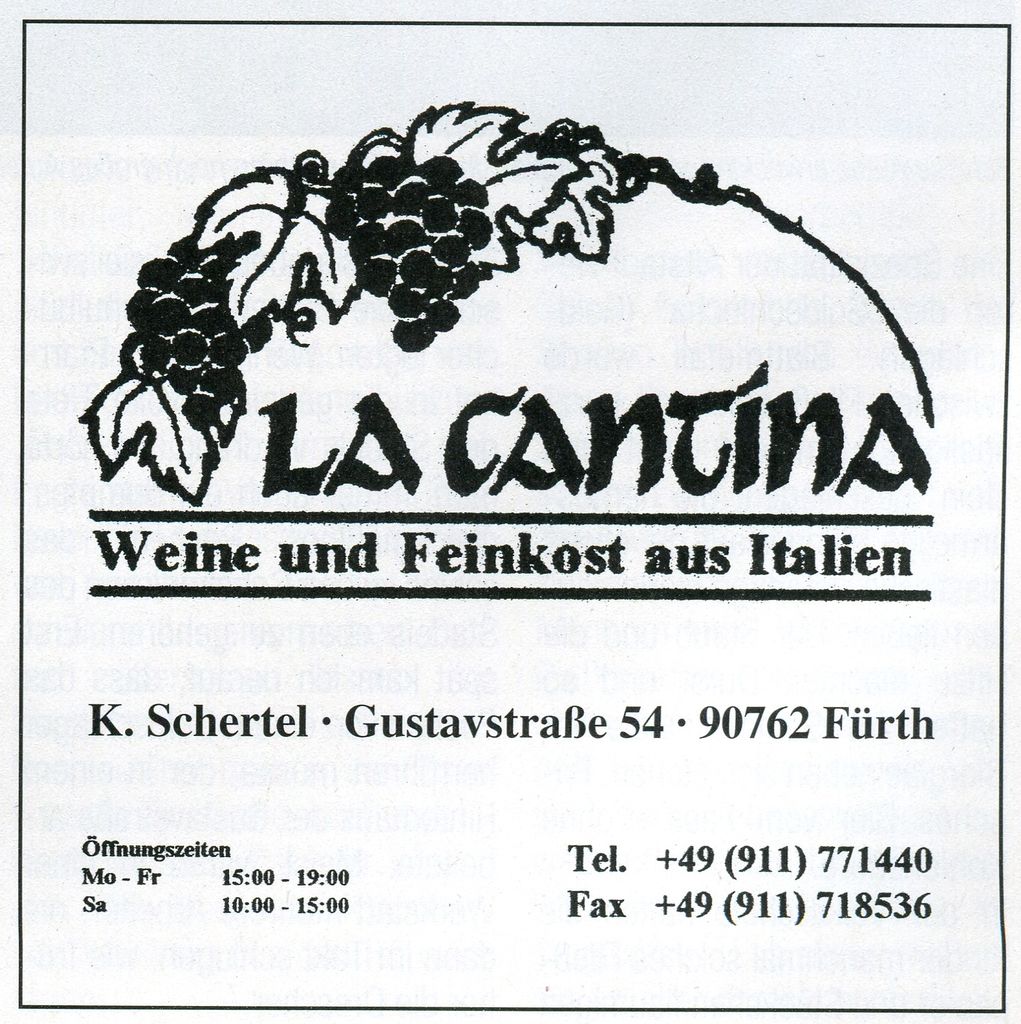 LA CANTINA
Weine und Feinkost aus Italien
K. Schertel · Gustavstraße 54 · 90762 Fürth
Öffnungszeiten
Mo - Fr 15:00 - 19:00
Sa 10:00 - 15:00
Tel. +49 (911) 771440
Fax +49 (911) 718536